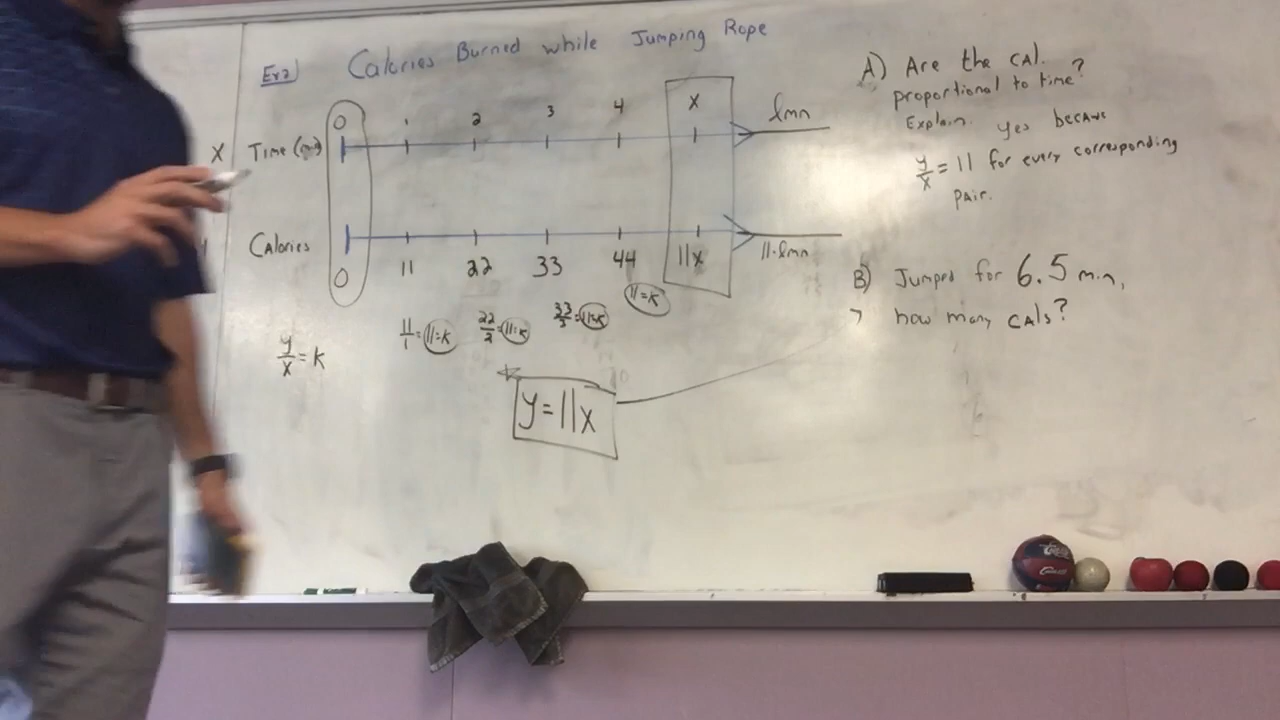 Ex2) Calories Burned while Jumping Rope
0 1 2 3 4 x lmn
X Time (min)
Calories
0 11 22 33 44 11x 11·lmn
11/1 = 11=K 22/2 = 11=K 33/3 = 11=K 11=K
y/x = K
y=11x
A) Are the CAL.
proportional to time?
Explain. yes because
y/x = 11 for every corresponding
pair.
B) Jumped for 6.5 min,
how many CALs?